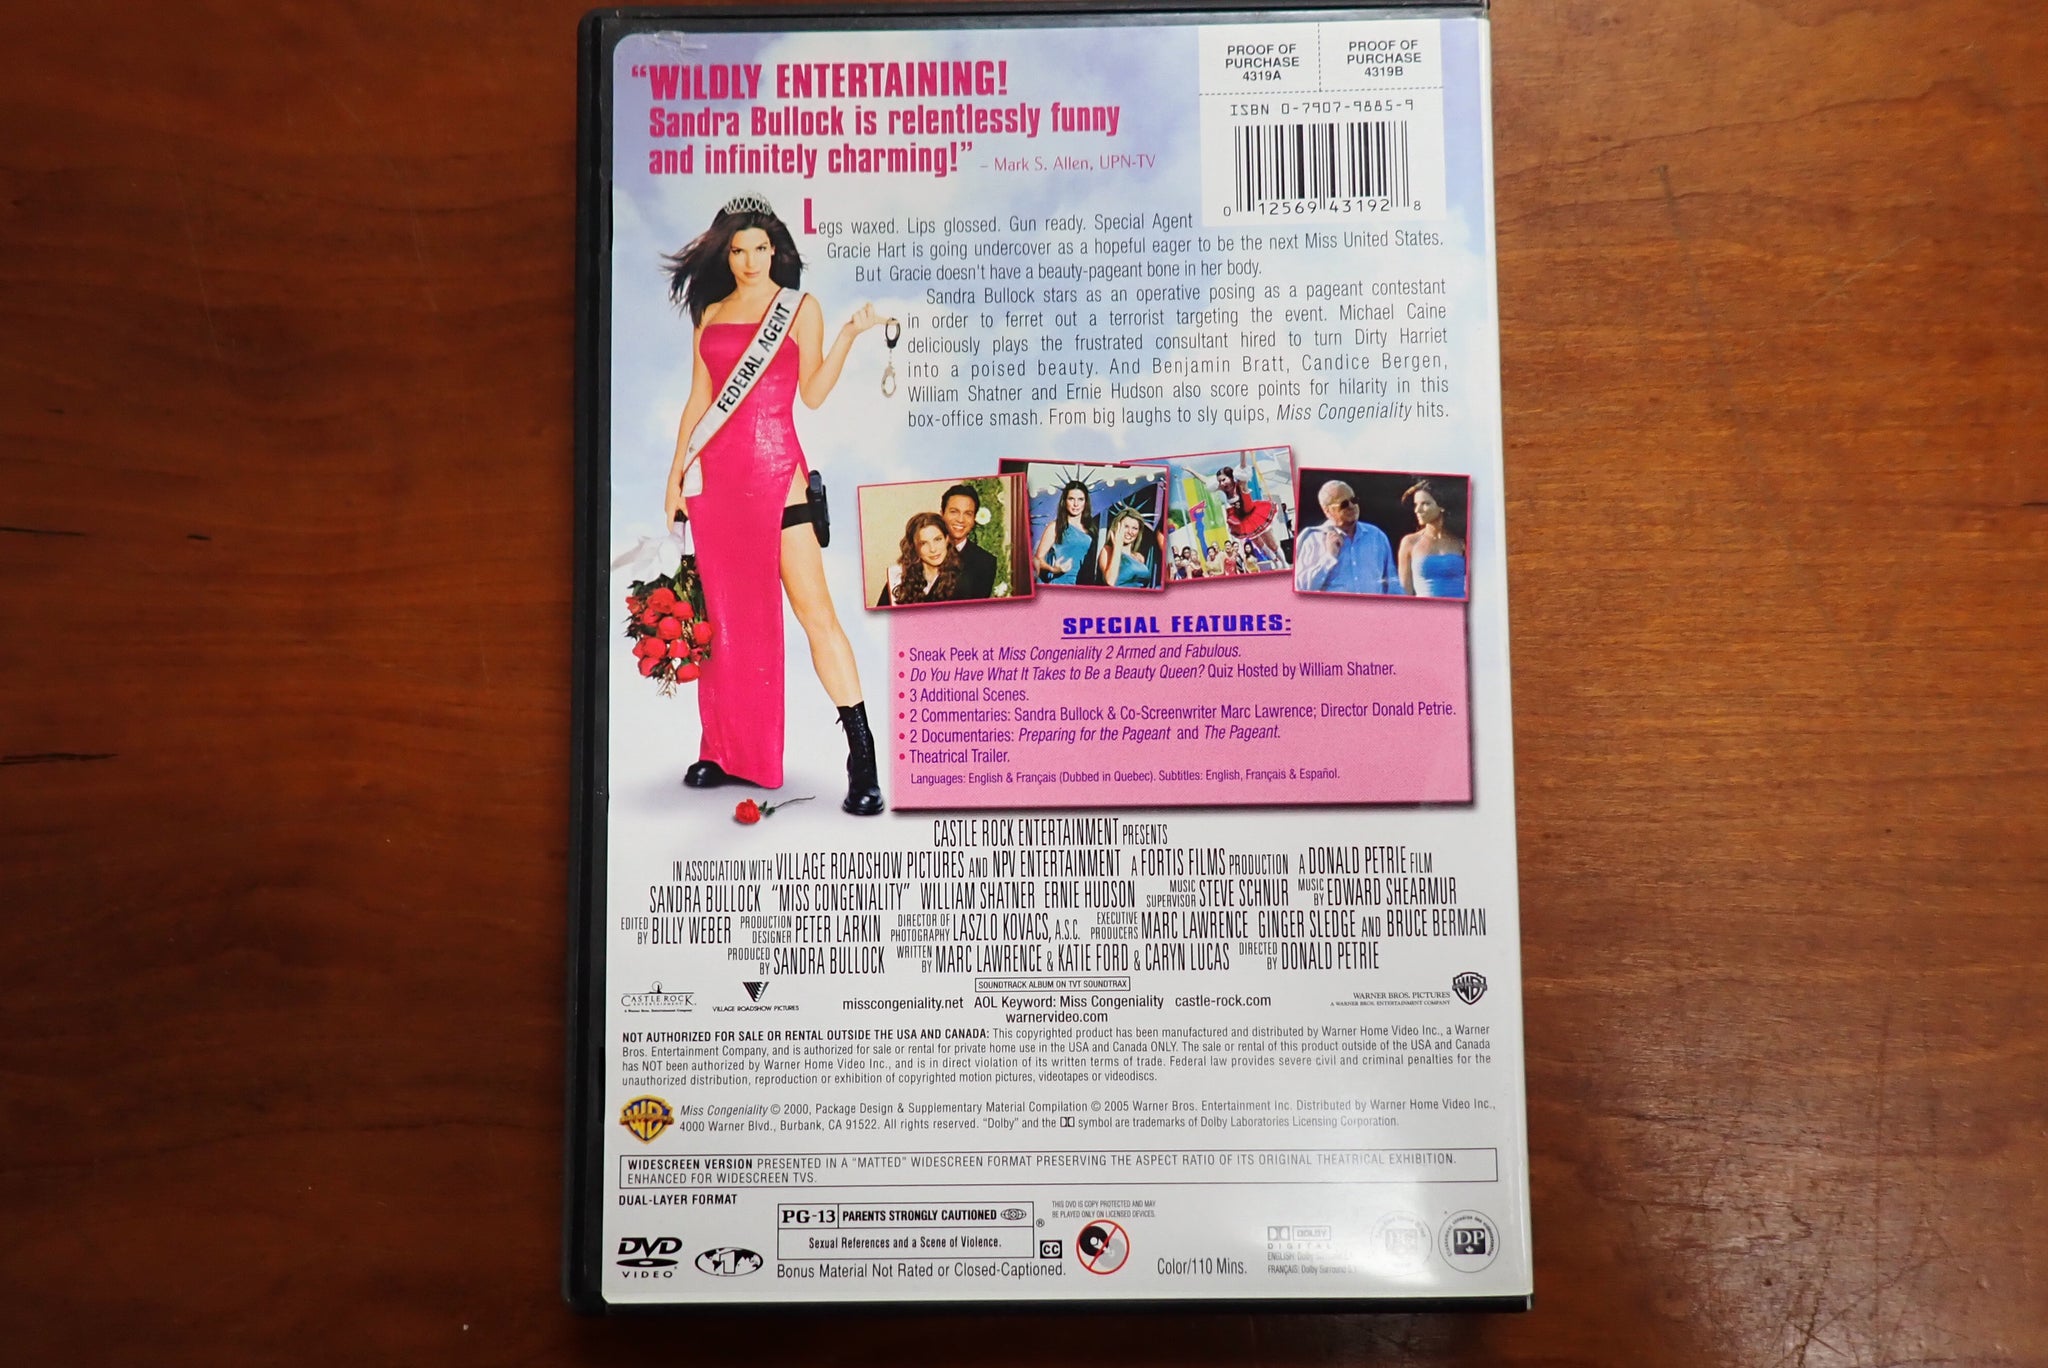 “WILDLY ENTERTAINING!
Sandra Bullock is relentlessly funny
and infinitely charming!” – Mark S. Allen, UPN-TV
PROOF OF PURCHASE 4319A
PROOF OF PURCHASE 4319B
ISBN 0-7907-9885-9
0 12569 43192 8
Legs waxed. Lips glossed. Gun ready. Special Agent
Gracie Hart is going undercover as a hopeful eager to be the next Miss United States.
But Gracie doesn't have a beauty-pageant bone in her body.
Sandra Bullock stars as an operative posing as a pageant contestant
in order to ferret out a terrorist targeting the event. Michael Caine
deliciously plays the frustrated consultant hired to turn Dirty Harriet
into a poised beauty. And Benjamin Bratt, Candice Bergen,
William Shatner and Ernie Hudson also score points for hilarity in this
box-office smash. From big laughs to sly quips, Miss Congeniality hits.
FEDERAL AGENT
SPECIAL FEATURES:
• Sneak Peek at Miss Congeniality 2 Armed and Fabulous.
• Do You Have What It Takes to Be a Beauty Queen? Quiz Hosted by William Shatner.
• 3 Additional Scenes.
• 2 Commentaries: Sandra Bullock & Co-Screenwriter Marc Lawrence; Director Donald Petrie.
• 2 Documentaries: Preparing for the Pageant and The Pageant.
• Theatrical Trailer.
Languages: English & Français (Dubbed in Quebec). Subtitles: English, Français & Español.
CASTLE ROCK ENTERTAINMENT PRESENTS
IN ASSOCIATION WITH VILLAGE ROADSHOW PICTURES AND NPV ENTERTAINMENT A FORTIS FILMS PRODUCTION A DONALD PETRIE FILM
SANDRA BULLOCK “MISS CONGENIALITY” WILLIAM SHATNER ERNIE HUDSON MUSIC SUPERVISOR STEVE SCHNUR MUSIC BY EDWARD SHEARMUR
EDITED BY BILLY WEBER PRODUCTION DESIGNER PETER LARKIN DIRECTOR OF PHOTOGRAPHY LASZLO KOVACS, A.S.C. EXECUTIVE PRODUCERS MARC LAWRENCE GINGER SLEDGE AND BRUCE BERMAN
PRODUCED BY SANDRA BULLOCK WRITTEN BY MARC LAWRENCE & KATIE FORD & CARYN LUCAS DIRECTED BY DONALD PETRIE
SOUNDTRACK ALBUM ON TVT SOUNDTRAX
CASTLE ROCK ENTERTAINMENT
A Warner Bros. Entertainment Company
VILLAGE ROADSHOW PICTURES
misscongeniality.net AOL Keyword: Miss Congeniality castle-rock.com
warnervideo.com
WARNER BROS. PICTURES
A WARNER BROS. ENTERTAINMENT COMPANY
NOT AUTHORIZED FOR SALE OR RENTAL OUTSIDE THE USA AND CANADA: This copyrighted product has been manufactured and distributed by Warner Home Video Inc., a Warner
Bros. Entertainment Company, and is authorized for sale or rental for private home use in the USA and Canada ONLY. The sale or rental of this product outside of the USA and Canada
has NOT been authorized by Warner Home Video Inc., and is in direct violation of its written terms of trade. Federal law provides severe civil and criminal penalties for the
unauthorized distribution, reproduction or exhibition of copyrighted motion pictures, videotapes or videodiscs.
Miss Congeniality © 2000, Package Design & Supplementary Material Compilation © 2005 Warner Bros. Entertainment Inc. Distributed by Warner Home Video Inc.,
4000 Warner Blvd., Burbank, CA 91522. All rights reserved. “Dolby” and the DD symbol are trademarks of Dolby Laboratories Licensing Corporation.
WIDESCREEN VERSION PRESENTED IN A “MATTED” WIDESCREEN FORMAT PRESERVING THE ASPECT RATIO OF ITS ORIGINAL THEATRICAL EXHIBITION.
ENHANCED FOR WIDESCREEN TVS.
DUAL-LAYER FORMAT
DVD VIDEO
1
PG-13 PARENTS STRONGLY CAUTIONED ®
Sexual References and a Scene of Violence.
Bonus Material Not Rated or Closed-Captioned.
CC
THIS DVD IS COPY PROTECTED AND MAY
BE PLAYED ONLY ON LICENSED DEVICES.
Color/110 Mins.
DOLBY DIGITAL
ENGLISH: Dolby Surround
FRANÇAIS: Dolby Surround
PG
DP